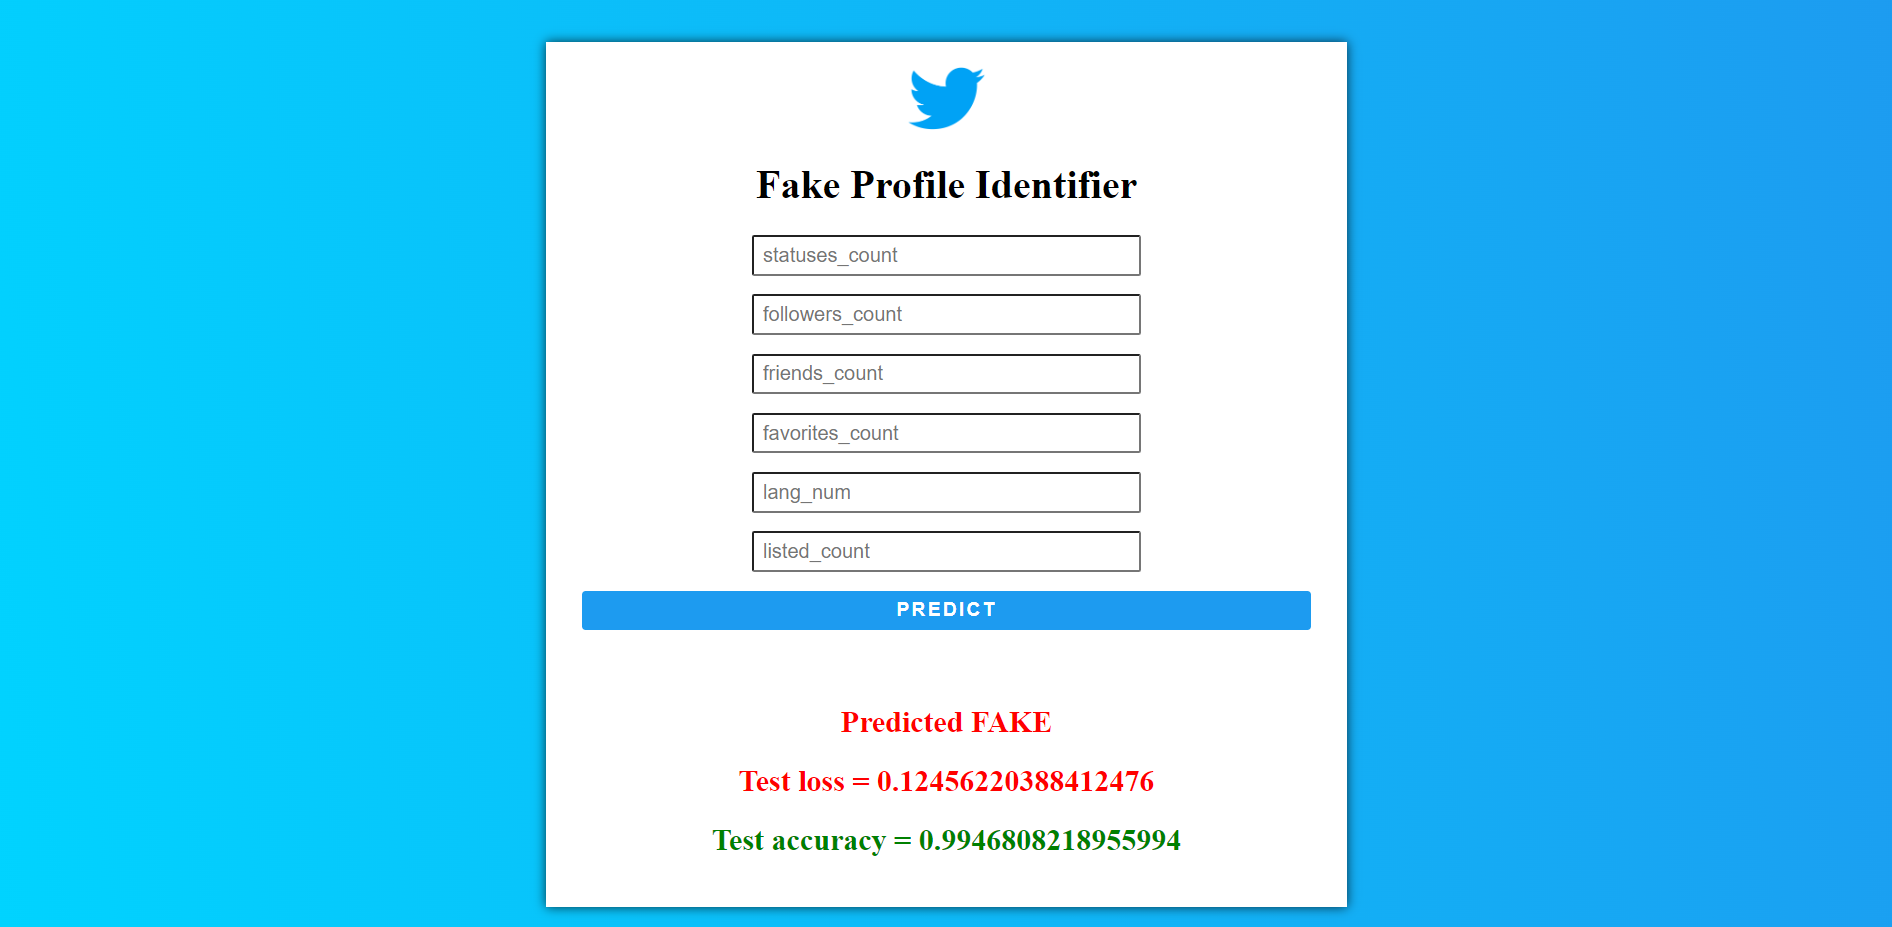 Fake Profile Identifier
statuses_count
followers_count
friends_count
favorites_count
lang_num
listed_count
PREDICT
Predicted FAKE
Test loss = 0.12456220388412476
Test accuracy = 0.9946808218955994